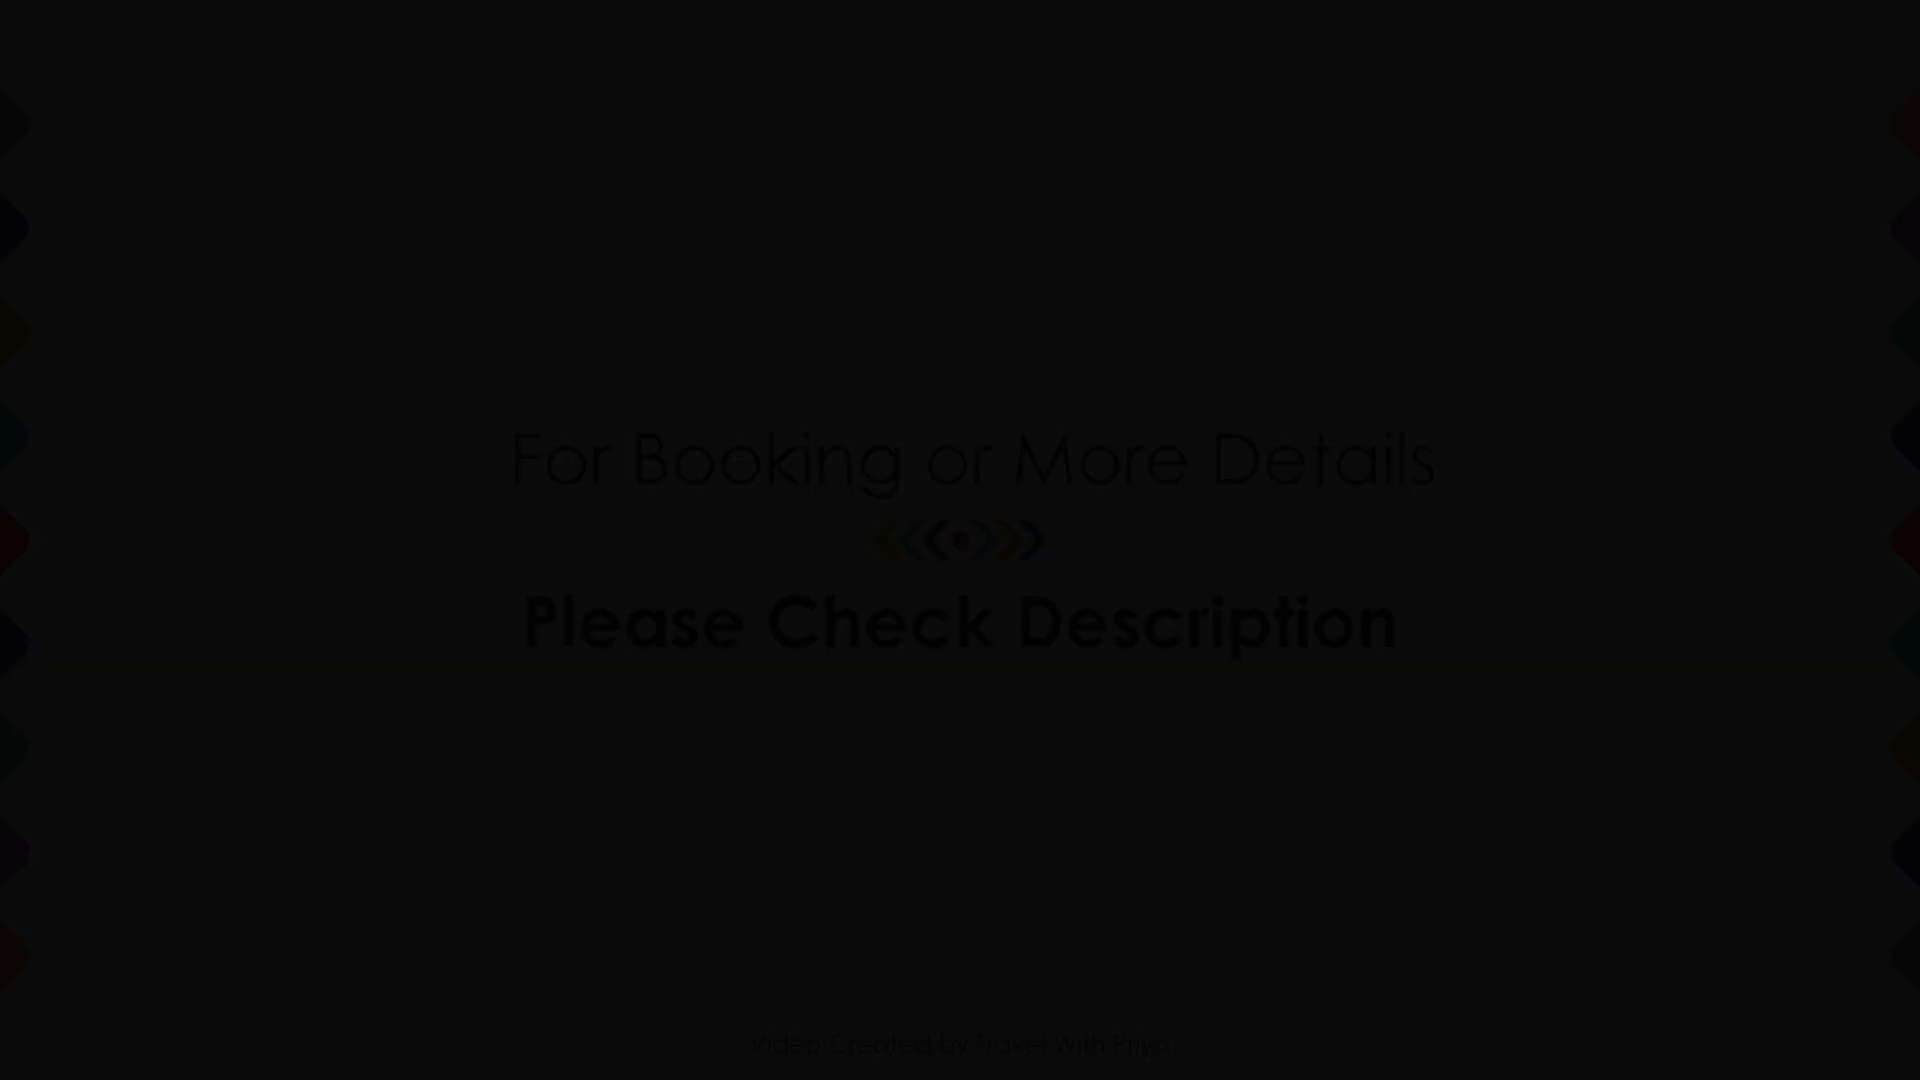 For Booking or More Details
Please Check Description
Video Created by Travel With Priya